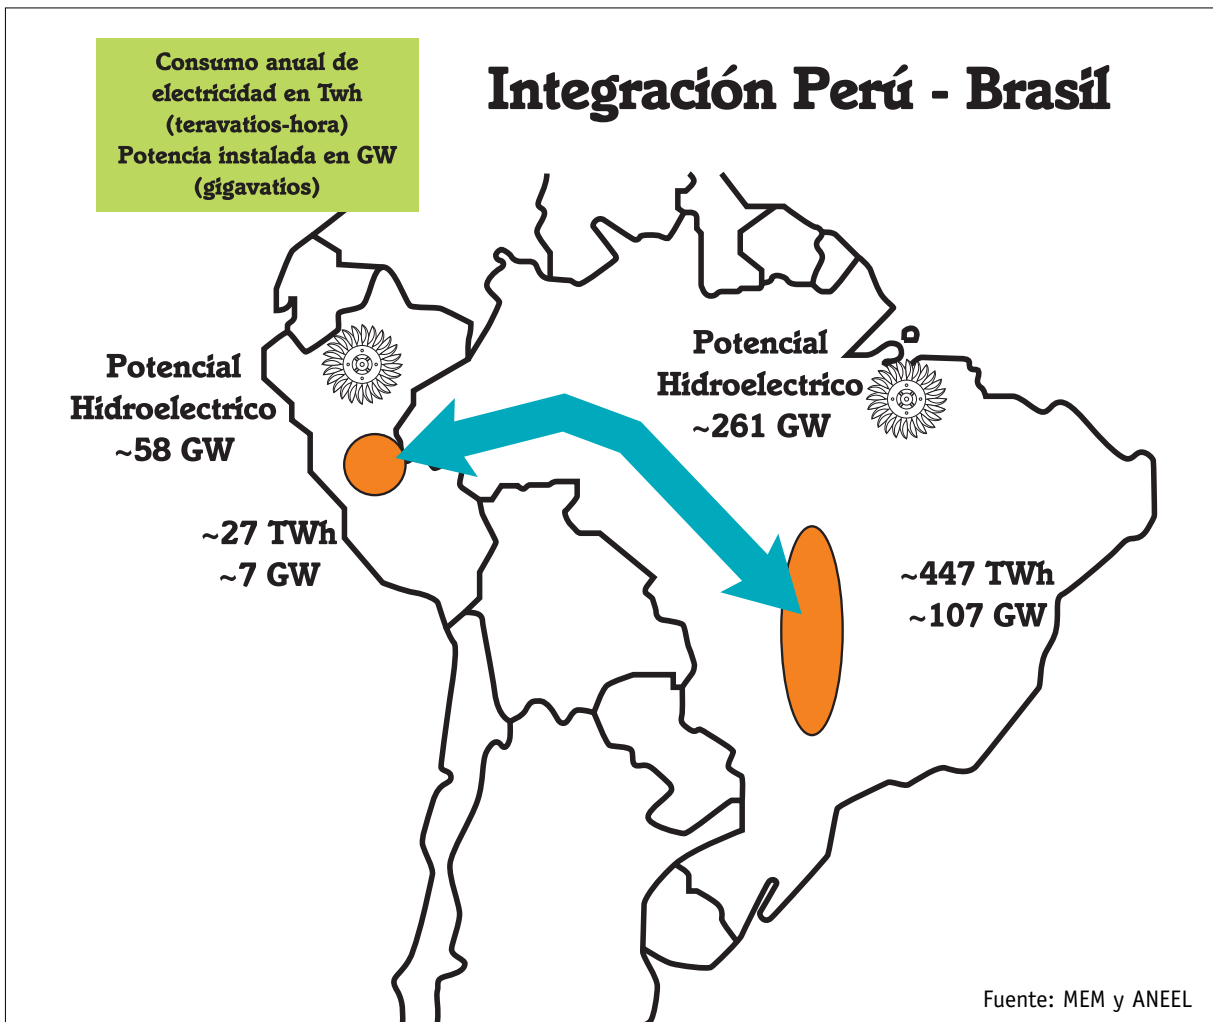 Consumo anual de
electricidad en Twh
(teravatios-hora)
Potencia instalada en GW
(gigavatios)
Integración Perú - Brasil
Potencial
Hidroelectrico
~58 GW
Potencial
Hidroelectrico
~261 GW
~27 TWh
~7 GW
~447 TWh
~107 GW
Fuente: MEM y ANEEL